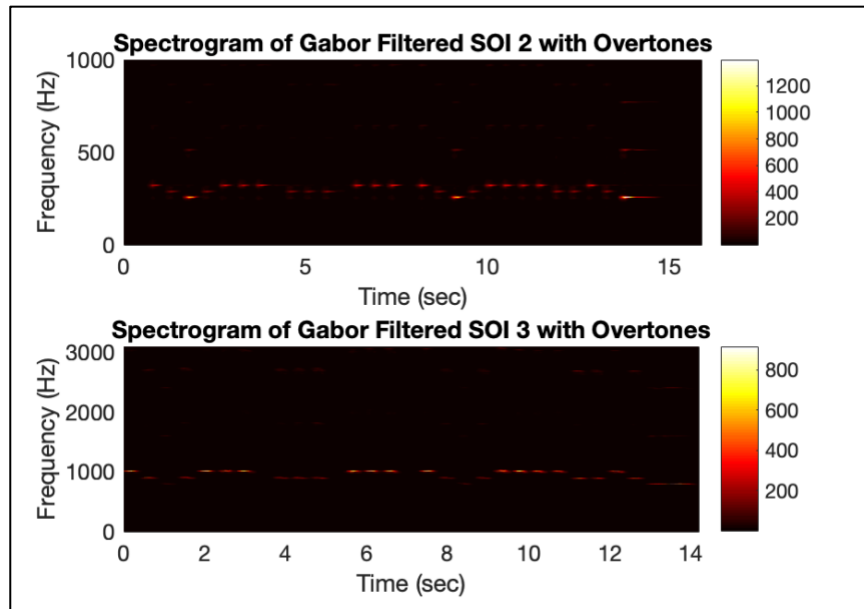 Spectrogram of Gabor Filtered SOI 2 with Overtones
1000
500
0
Frequency (Hz)
0 5 10 15
Time (sec)
1200
1000
800
600
400
200
Spectrogram of Gabor Filtered SOI 3 with Overtones
3000
2000
1000
0
Frequency (Hz)
0 2 4 6 8 10 12 14
Time (sec)
800
600
400
200